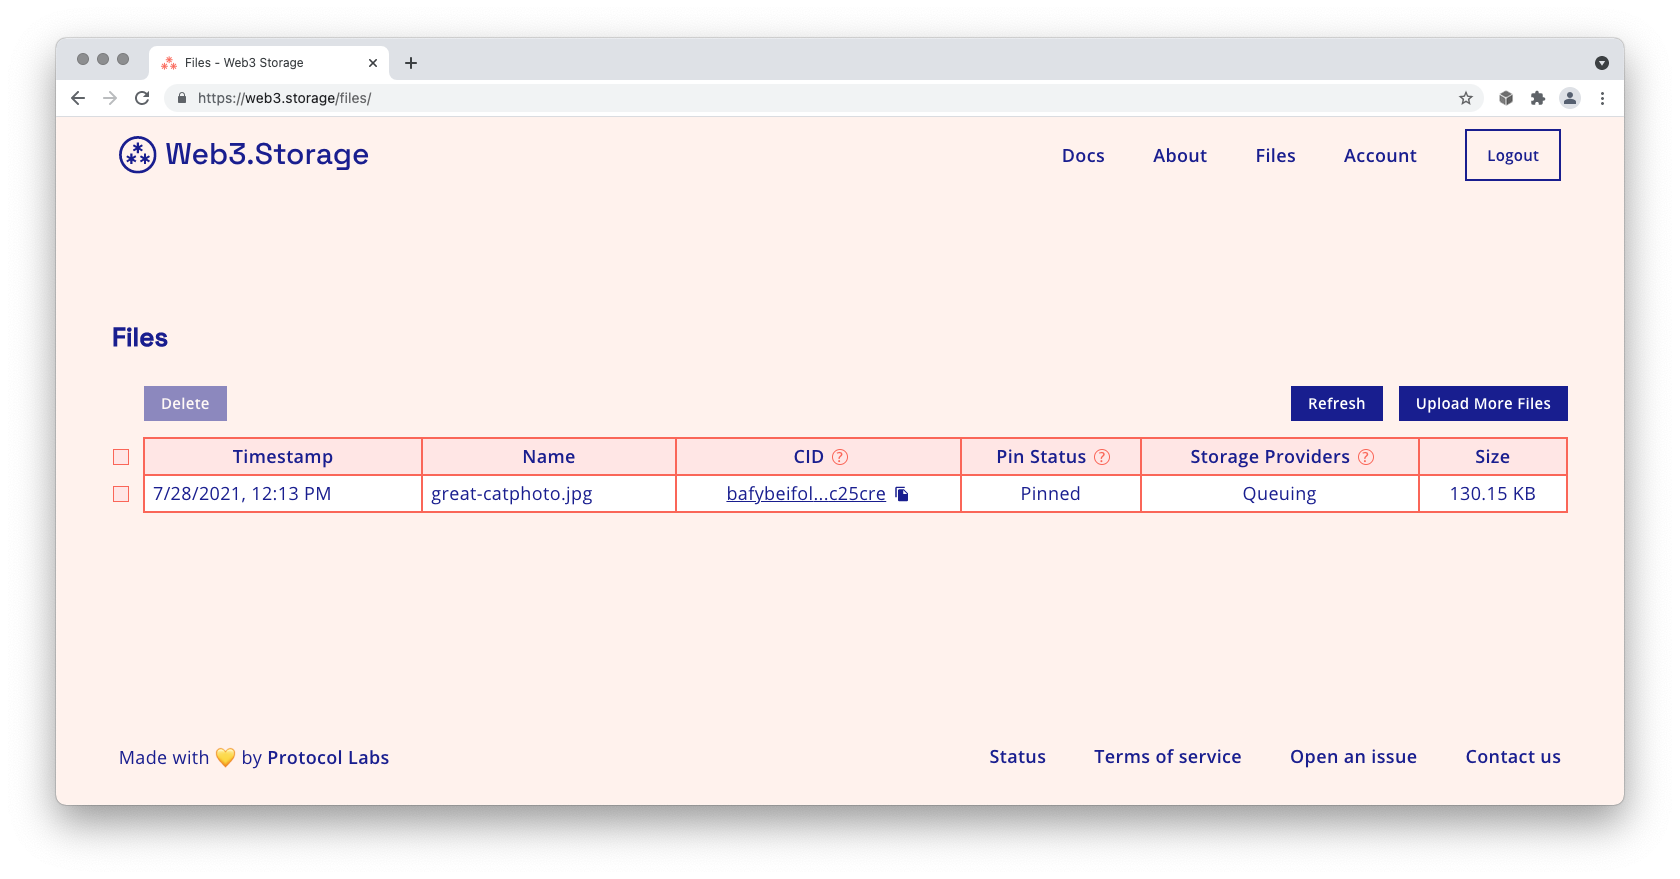 Files - Web3 Storage
https://web3.storage/files/
Web3.Storage
Docs About Files Account Logout
Files
Delete Refresh Upload More Files
Timestamp Name CID ? Pin Status ? Storage Providers ? Size
7/28/2021, 12:13 PM great-catphoto.jpg bafybeifol...c25cre Pinned Queuing 130.15 KB
Made with 💛 by Protocol Labs Status Terms of service Open an issue Contact us